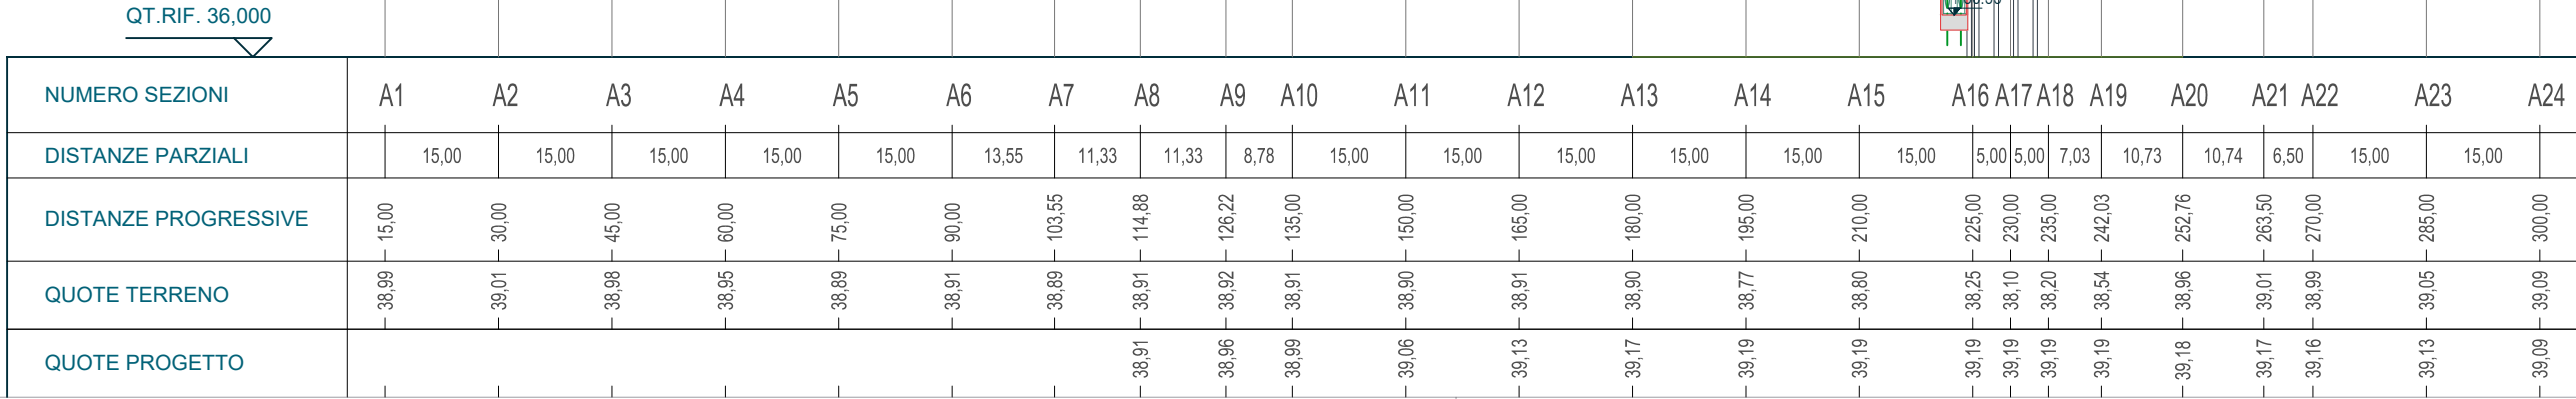 QT.RIF. 36,000
NUMERO SEZIONI A1 A2 A3 A4 A5 A6 A7 A8 A9 A10 A11 A12 A13 A14 A15 A16 A17 A18 A19 A20 A21 A22 A23 A24
DISTANZE PARZIALI 15,00 15,00 15,00 15,00 15,00 13,55 11,33 11,33 8,78 15,00 15,00 15,00 15,00 15,00 15,00 5,00 5,00 7,03 10,73 10,74 6,50 15,00 15,00
DISTANZE PROGRESSIVE 15,00 30,00 45,00 60,00 75,00 90,00 103,55 114,88 126,22 135,00 150,00 165,00 180,00 195,00 210,00 225,00 230,00 235,00 242,03 252,76 263,50 270,00 285,00 300,00
QUOTE TERRENO 38,99 39,01 38,98 38,95 38,89 38,91 38,89 38,91 38,92 38,91 38,90 38,91 38,90 38,77 38,80 38,25 38,10 38,20 38,54 38,96 39,01 38,99 39,05 39,09
QUOTE PROGETTO 38,91 38,96 38,99 39,06 39,13 39,17 39,19 39,19 39,19 39,19 39,19 39,19 39,18 39,17 39,16 39,13 39,09